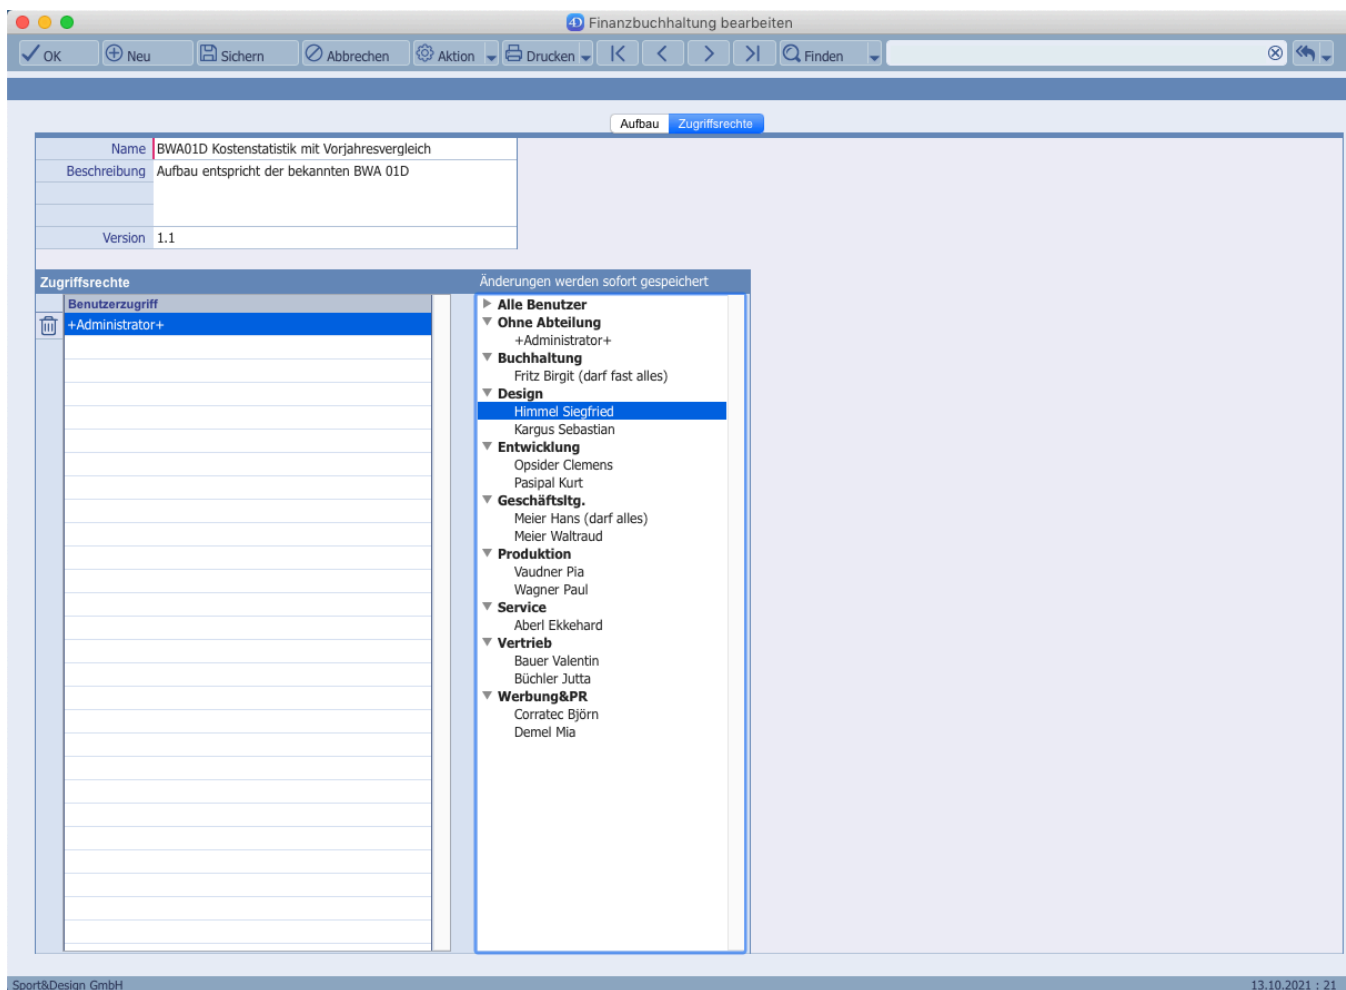 Finanzbuchhaltung bearbeiten
OK Neu Sichern Abbrechen Aktion Drucken Finden
Aufbau Zugriffsrechte
Name BWA01D Kostenstatistik mit Vorjahresvergleich
Beschreibung Aufbau entspricht der bekannten BWA 01D
Version 1.1
Zugriffsrechte Änderungen werden sofort gespeichert
Benutzerzugriff
+Administrator+
Alle Benutzer
Ohne Abteilung
+Administrator+
Buchhaltung
Fritz Birgit (darf fast alles)
Design
Himmel Siegfried
Kargus Sebastian
Entwicklung
Opsider Clemens
Pasipal Kurt
Geschäftsltg.
Meier Hans (darf alles)
Meier Waltraud
Produktion
Vaudner Pia
Wagner Paul
Service
Aberl Ekkehard
Vertrieb
Bauer Valentin
Büchler Jutta
Werbung&PR
Corratec Björn
Demel Mia
Sport&Design GmbH 13.10.2021 : 21